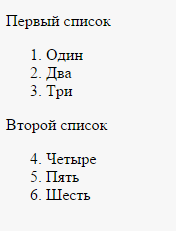 Первый список
1. Один
2. Два
3. Три
Второй список
4. Четыре
5. Пять
6. Шесть